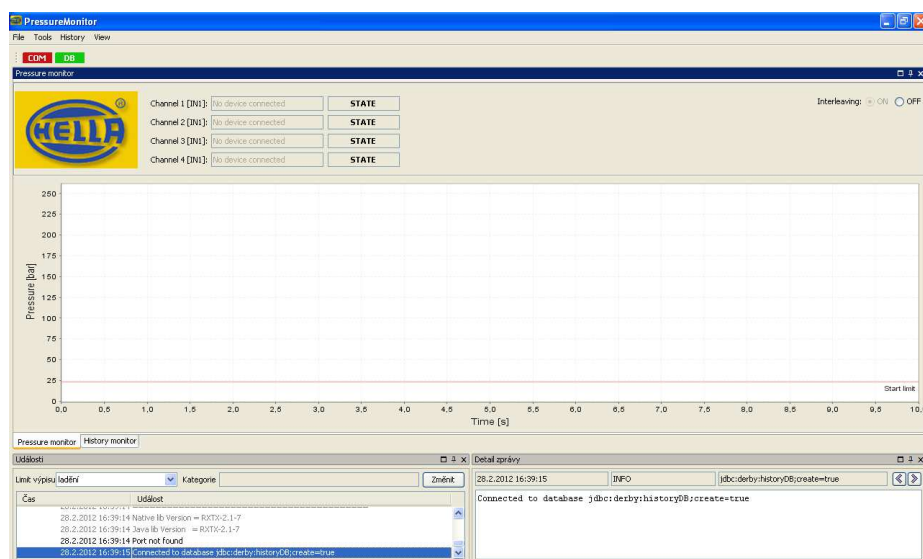 PressureMonitor
File Tools History View
COM DB
Pressure monitor
HELLA
Channel 1 [IN1]: No device connected STATE
Interleaving: ON OFF
Channel 2 [IN1]: No device connected STATE
Channel 3 [IN1]: No device connected STATE
Channel 4 [IN1]: No device connected STATE
Pressure [bar]
250
225
200
175
150
125
100
75
50
25
0
Start limit
0,0 0,5 1,0 1,5 2,0 2,5 3,0 3,5 4,0 4,5 5,0 5,5 6,0 6,5 7,0 7,5 8,0 8,5 9,0 9,5 10,
Time [s]
Pressure monitor History monitor
Události
Limit výpisu ladění Kategorie Změnit
Čas Událost
28.2.2012 16:39:14 Native lib Version = RXTX-2.1-7
28.2.2012 16:39:14 Java lib Version = RXTX-2.1-7
28.2.2012 16:39:14 Port not found
28.2.2012 16:39:15 Connected to database jdbc:derby:historyDB;create=true
Detail zprávy
28.2.2012 16:39:15 INFO jdbc:derby:historyDB;create=true
Connected to database jdbc:derby:historyDB;create=true